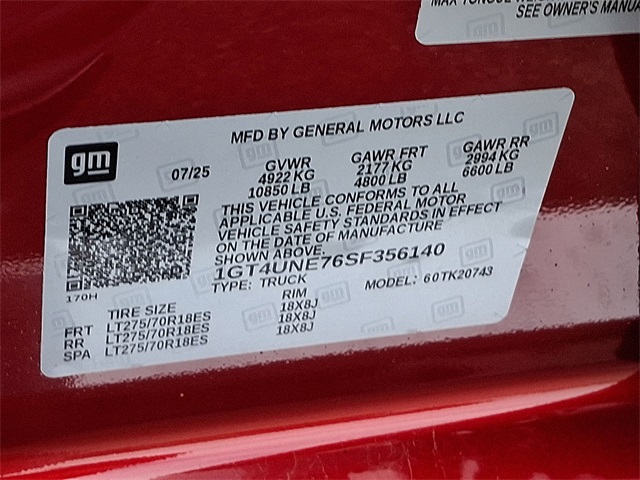 SEE OWNER'S MANUA
gm
MFD BY GENERAL MOTORS LLC
07/25
GVWR GAWR FRT GAWR RR
4922 KG 2177 KG 2994 KG
10850 LB 4800 LB 6600 LB
THIS VEHICLE CONFORMS TO ALL
APPLICABLE U.S. FEDERAL MOTOR
VEHICLE SAFETY STANDARDS IN EFFECT
ON THE DATE OF MANUFACTURE
SHOWN ABOVE.
1GT4UNE76SF356140
TYPE: TRUCK MODEL: 60TK20743
170H
TIRE SIZE RIM
FRT LT275/70R18ES 18X8J
RR LT275/70R18ES 18X8J
SPA LT275/70R18ES 18X8J